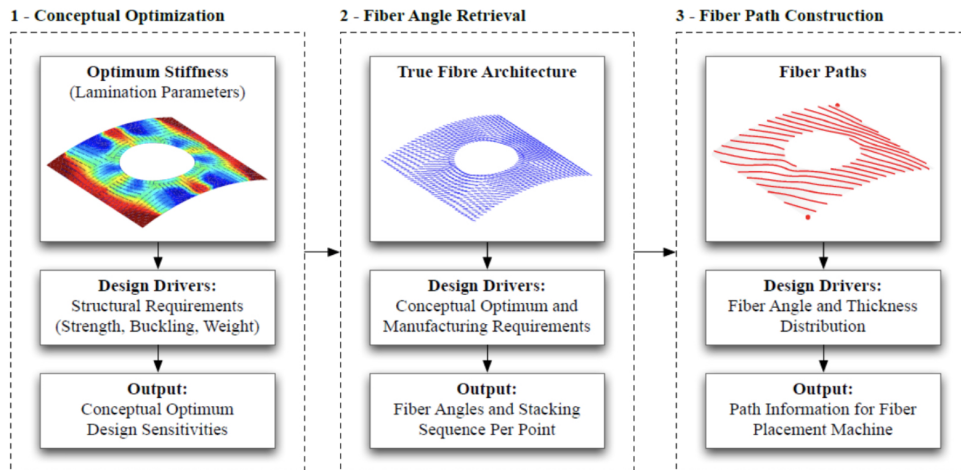 1 - Conceptual Optimization
Optimum Stiffness
(Lamination Parameters)
Design Drivers:
Structural Requirements
(Strength, Buckling, Weight)
Output:
Conceptual Optimum
Design Sensitivities
2 - Fiber Angle Retrieval
True Fibre Architecture
Design Drivers:
Conceptual Optimum and
Manufacturing Requirements
Output:
Fiber Angles and Stacking
Sequence Per Point
3 - Fiber Path Construction
Fiber Paths
Design Drivers:
Fiber Angle and Thickness
Distribution
Output:
Path Information for Fiber
Placement Machine